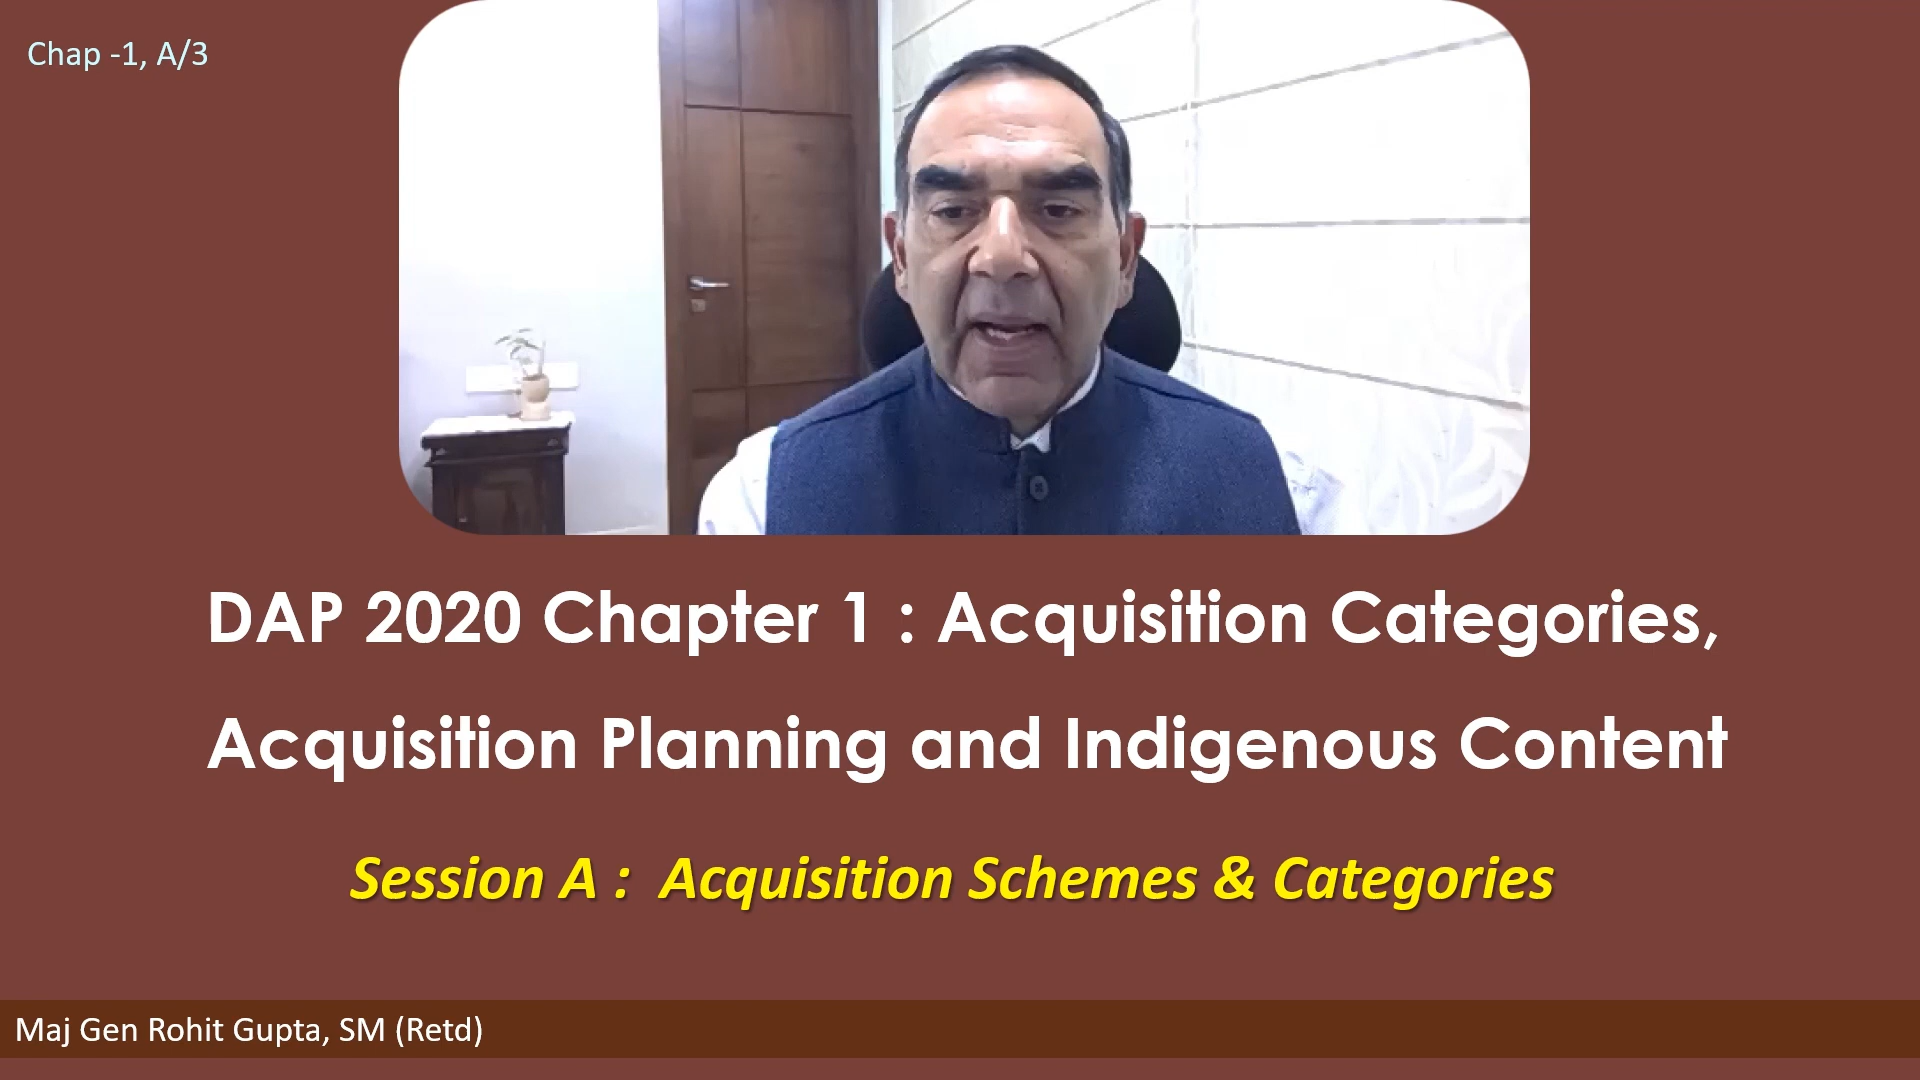 Chap -1, A/3
DAP 2020 Chapter 1 : Acquisition Categories,
Acquisition Planning and Indigenous Content
Session A : Acquisition Schemes & Categories
Maj Gen Rohit Gupta, SM (Retd)